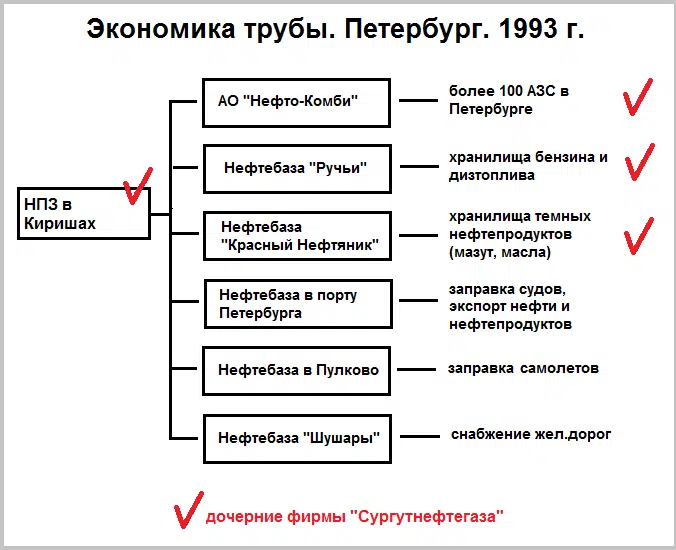 Экономика трубы. Петербург. 1993 г.
НПЗ в
Киришах
АО "Нефто-Комби"
более 100 АЗС в
Петербурге
Нефтебаза "Ручьи"
хранилища бензина и
дизтоплива
Нефтебаза
"Красный Нефтяник"
хранилища темных
нефтепродуктов
(мазут, масла)
Нефтебаза в порту
Петербурга
заправка судов,
экспорт нефти и
нефтепродуктов
Нефтебаза в Пулково
заправка самолетов
Нефтебаза "Шушары"
снабжение жел.дорог
дочерние фирмы "Сургутнефтегаза"